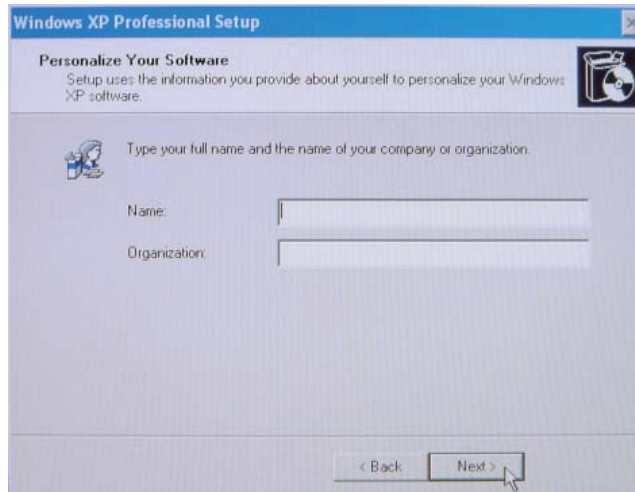 Windows XP Professional Setup
Personalize Your Software
Setup uses the information you provide about yourself to personalize your Windows
XP software.
Type your full name and the name of your company or organization.
Name:
Organization:
< Back
Next >